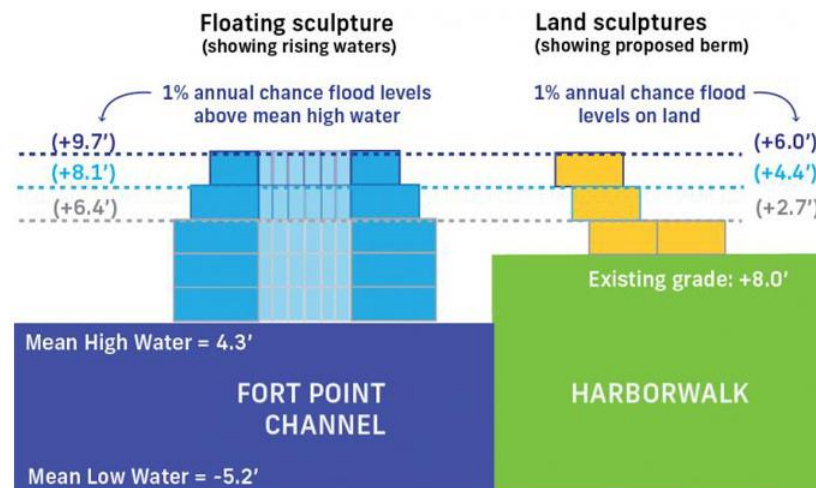 Floating sculpture
(showing rising waters)
Land sculptures
(showing proposed berm)
1% annual chance flood levels
above mean high water
1% annual chance flood
levels on land
(+9.7')
(+8.1')
(+6.4')
(+6.0')
(+4.4')
(+2.7')
Existing grade: +8.0'
Mean High Water = 4.3'
FORT POINT
CHANNEL
HARBORWALK
Mean Low Water = -5.2'